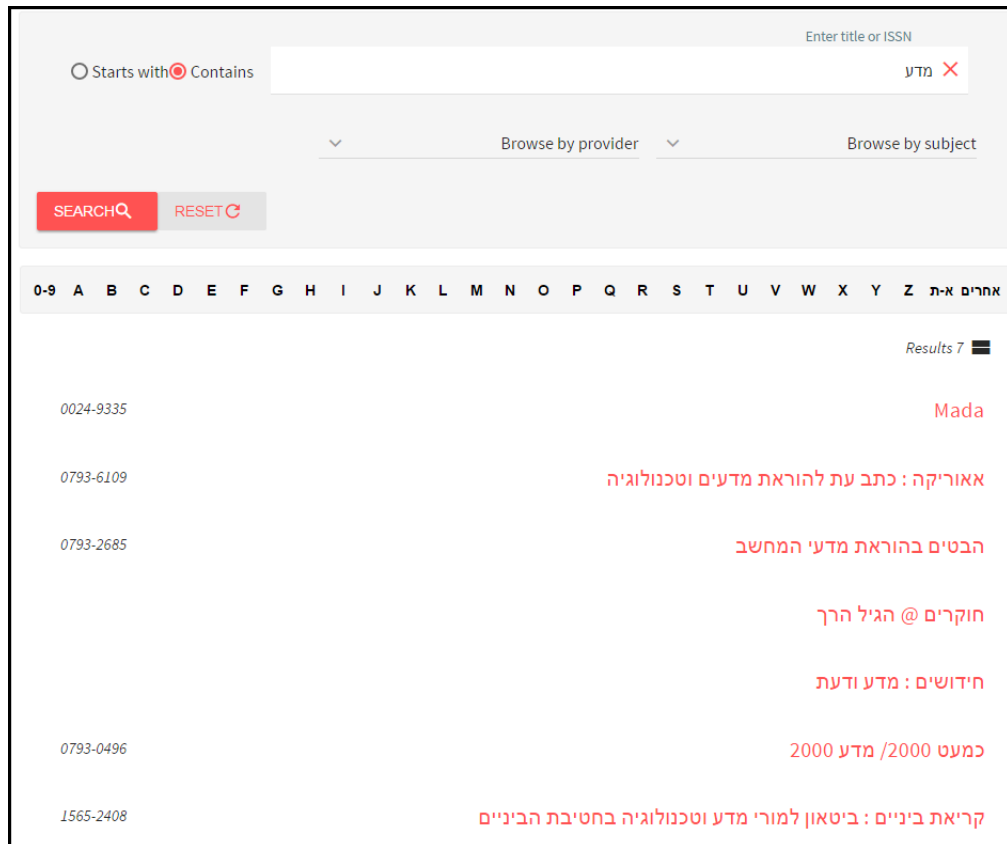 Enter title or ISSN
Starts with Contains מדע
Browse by provider Browse by subject
SEARCH RESET
0-9 A B C D E F G H I J K L M N O P Q R S T U V W X Y Z א-ת אחרים
Results 7
0024-9335 Mada
0793-6109 אאוריקה : כתב עת להוראת מדעים וטכנולוגיה
0793-2685 הבטים בהוראת מדעי המחשב
חוקרים @ הגיל הרך
חידושים : מדע ודעת
0793-0496 כמעט 2000/ מדע 2000
1565-2408 קריאת ביניים : ביטאון למורי מדע וטכנולוגיה בחטיבת הביניים